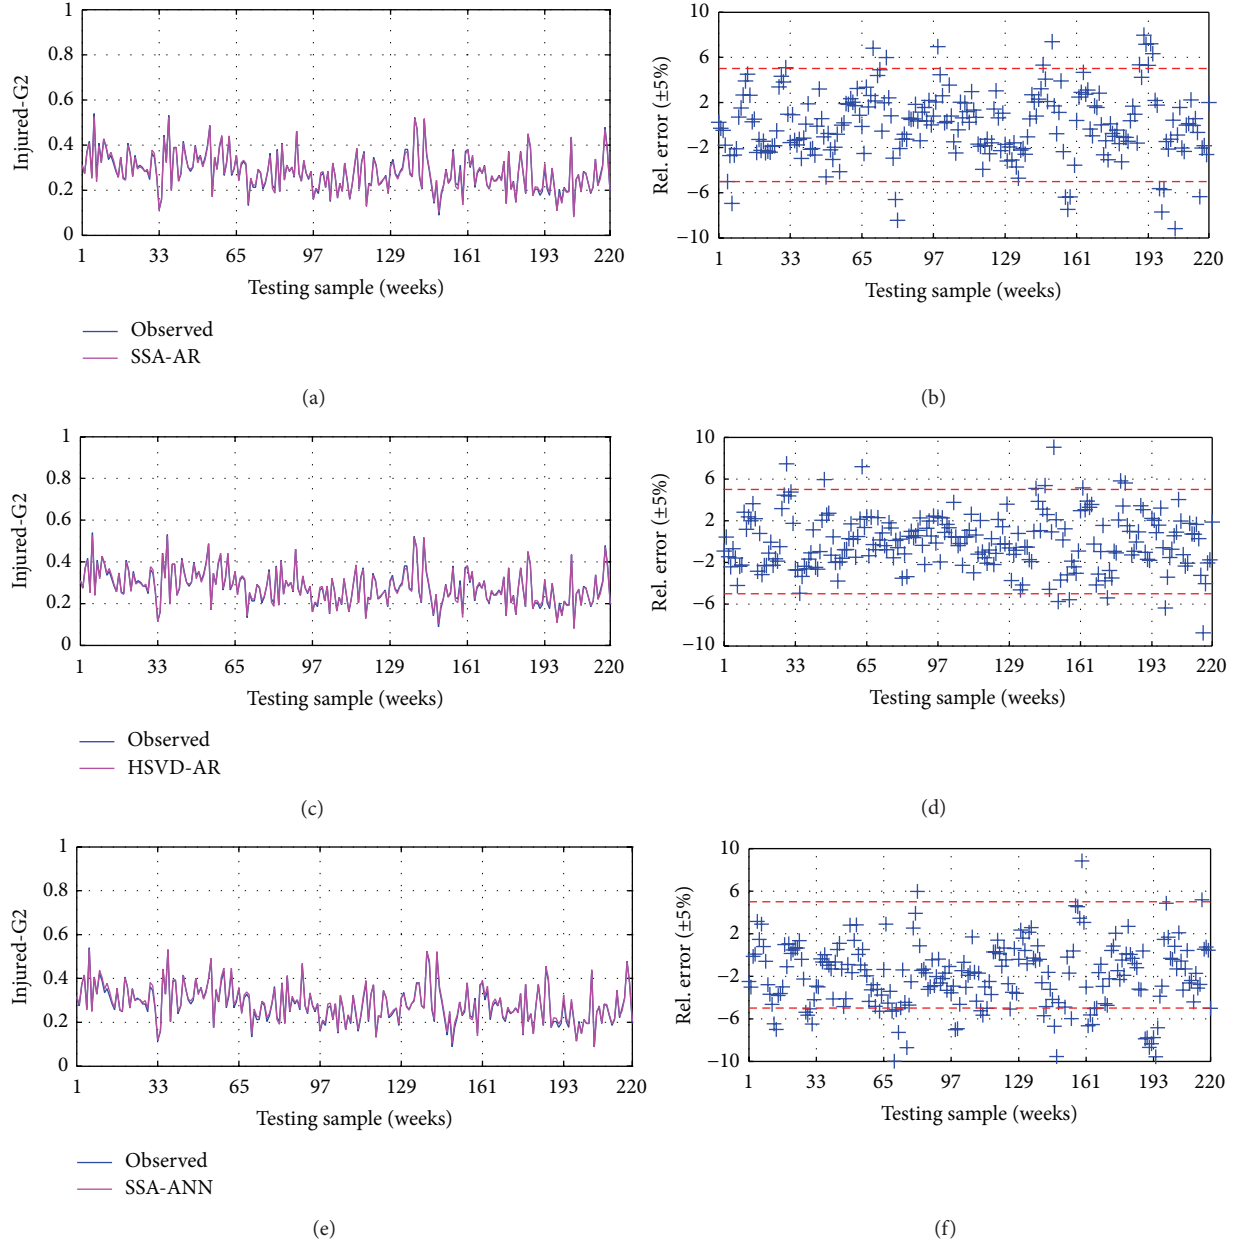 1
0.8
0.6
0.4
0.2
0
Injured-G2
1 33 65 97 129 161 193 220
Testing sample (weeks)
Observed
SSA-AR
(a)
10
6
2
−2
−6
−10
Rel. error (±5%)
1 33 65 97 129 161 193 220
Testing sample (weeks)
(b)
1
0.8
0.6
0.4
0.2
0
Injured-G2
1 33 65 97 129 161 193 220
Testing sample (weeks)
Observed
HSVD-AR
(c)
10
6
2
−2
−6
−10
Rel. error (±5%)
1 33 65 97 129 161 193 220
Testing sample (weeks)
(d)
1
0.8
0.6
0.4
0.2
0
Injured-G2
1 33 65 97 129 161 193 220
Testing sample (weeks)
Observed
SSA-ANN
(e)
10
6
2
−2
−6
−10
Rel. error (±5%)
1 33 65 97 129 161 193 220
Testing sample (weeks)
(f)